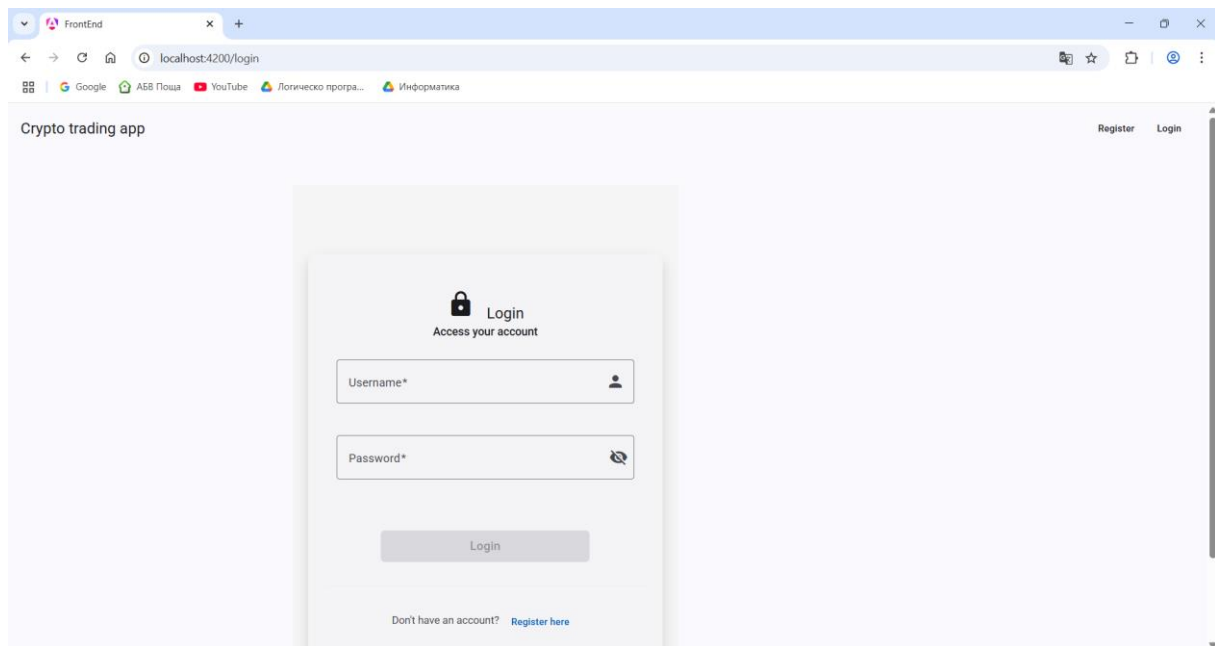 FrontEnd
localhost:4200/login
Google АБВ Поща YouTube Логическо програ... Информатика
Crypto trading app Register Login
Login
Access your account
Username*
Password*
Login
Don't have an account? Register here